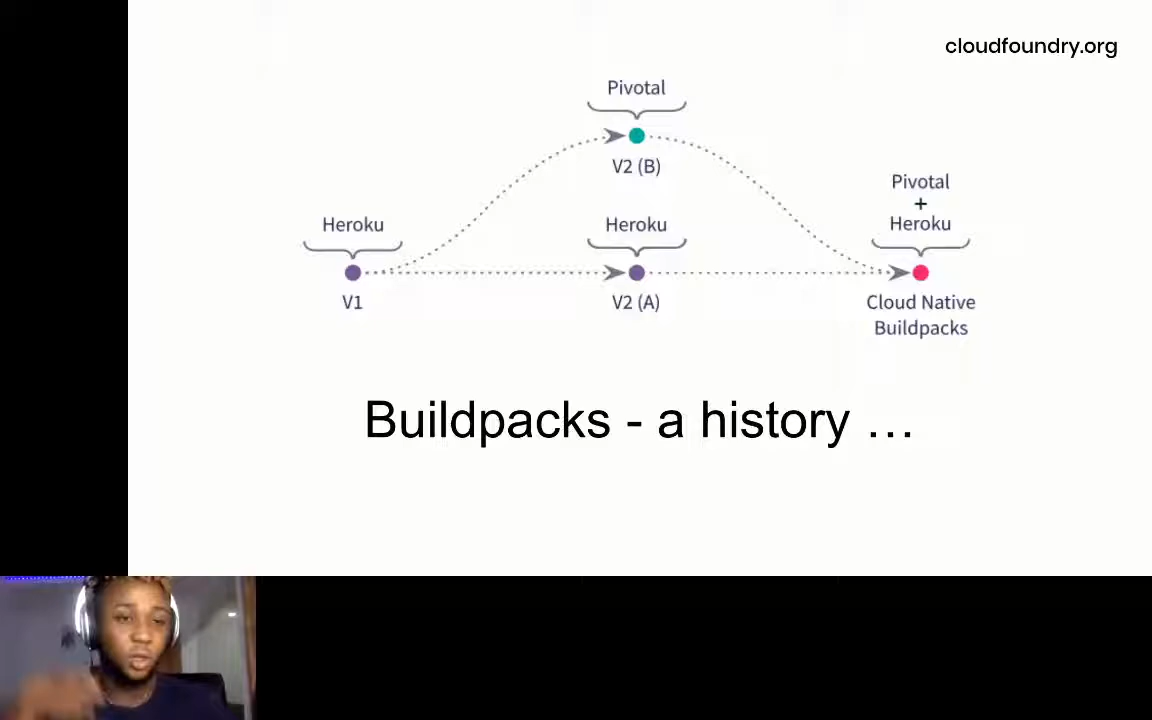 cloudfoundry.org
Pivotal
V2 (B)
Pivotal
+
Heroku
Heroku
Heroku
V1
V2 (A)
Cloud Native
Buildpacks
Buildpacks - a history …